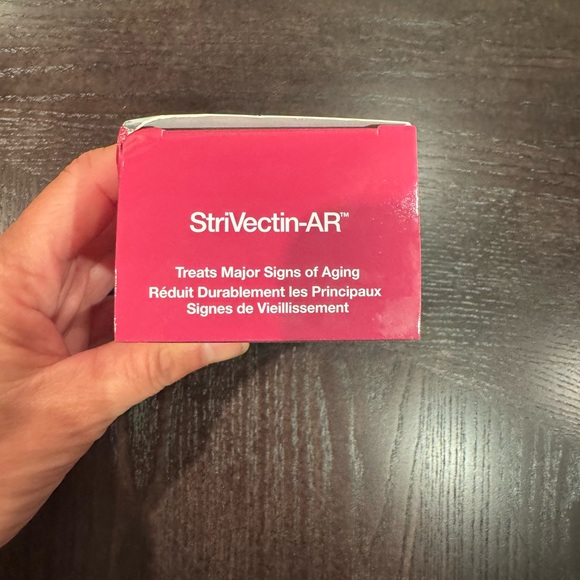 StriVectin-AR™
Treats Major Signs of Aging
Réduit Durablement les Principaux
Signes de Vieillissement